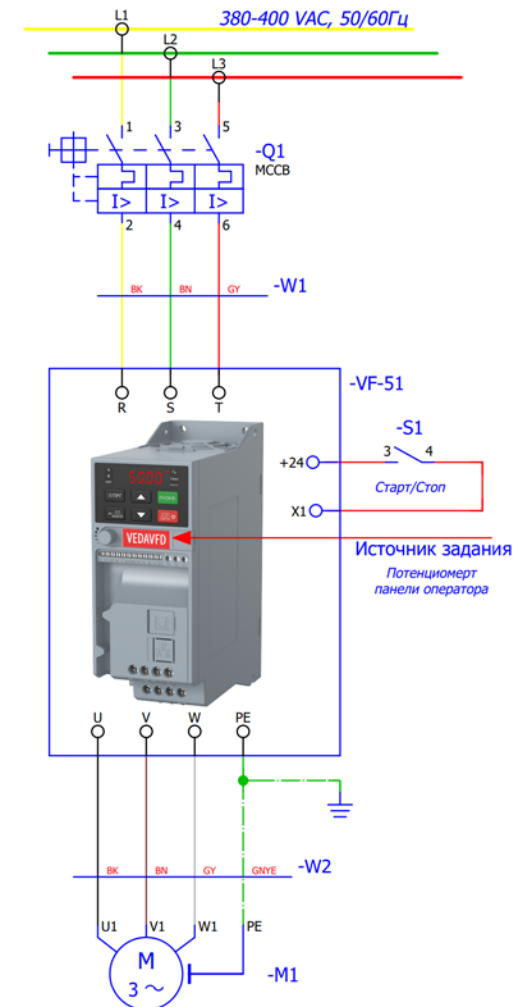 L1
380-400 VAC, 50/60Гц
L2
L3
1
3
5
-Q1
MCCB
I>
I>
I>
2
4
6
BK
BN
GY
-W1
-VF-51
R
S
T
-S1
+24
3
4
50.00
Старт/Стоп
X1
VEDAVFD
Источник задания
Потенциомерт
панели оператора
U
V
W
PE
BK
BN
GY
GNYE
-W2
U1
V1
W1
PE
M
3 ~
-M1